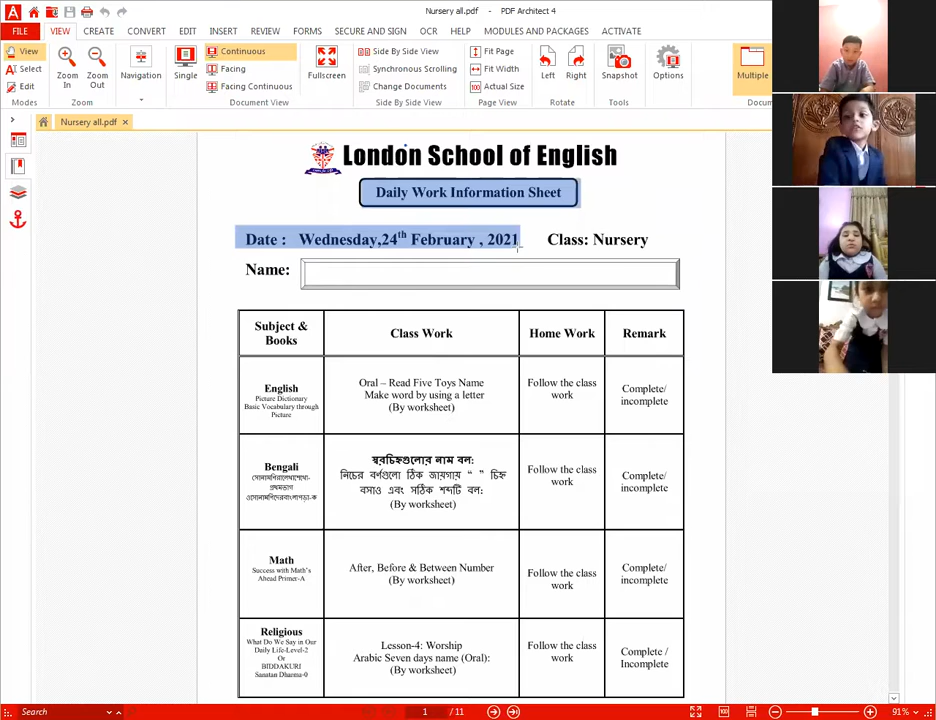 Nursery all.pdf - PDF Architect 4
FILE VIEW CREATE CONVERT EDIT INSERT REVIEW FORMS SECURE AND SIGN OCR HELP MODULES AND PACKAGES ACTIVATE
View
Select
Edit
Modes
Zoom In
Zoom Out
Zoom
Navigation
Single
Continuous
Facing
Facing Continuous
Document View
Fullscreen
Side By Side View
Synchronous Scrolling
Change Documents
Side By Side View
Fit Page
Fit Width
Actual Size
Page View
Left
Right
Rotate
Snapshot
Tools
Options
Multiple
Nursery all.pdf
London School of English
Daily Work Information Sheet
Date : Wednesday,24th February , 2021 Class: Nursery
Name:
Subject & Books
Class Work
Home Work
Remark
English
Picture Dictionary
Basic Vocabulary through
Picture
Oral – Read Five Toys Name
Make word by using a letter
(By worksheet)
Follow the class
work
Complete/
incomplete
Bengali
স্বরচিহ্নগুলোর নাম বল:
নিচের বর্ণগুলো ঠিক জায়গায় “ ” চিহ্ন
বসাও এবং সঠিক শব্দটি বল:
(By worksheet)
Follow the class
work
Complete/
incomplete
Math
Success with Math's
Ahead Primer-A
After, Before & Between Number
(By worksheet)
Follow the class
work
Complete/
incomplete
Religious
What Do We Say in Our
Daily Life-Level-2
Or
BIDDAKURI
Sanatan Dharma-0
Lesson-4: Worship
Arabic Seven days name (Oral):
(By worksheet)
Follow the class
work
Complete /
Incomplete
Search
1 / 11
91%